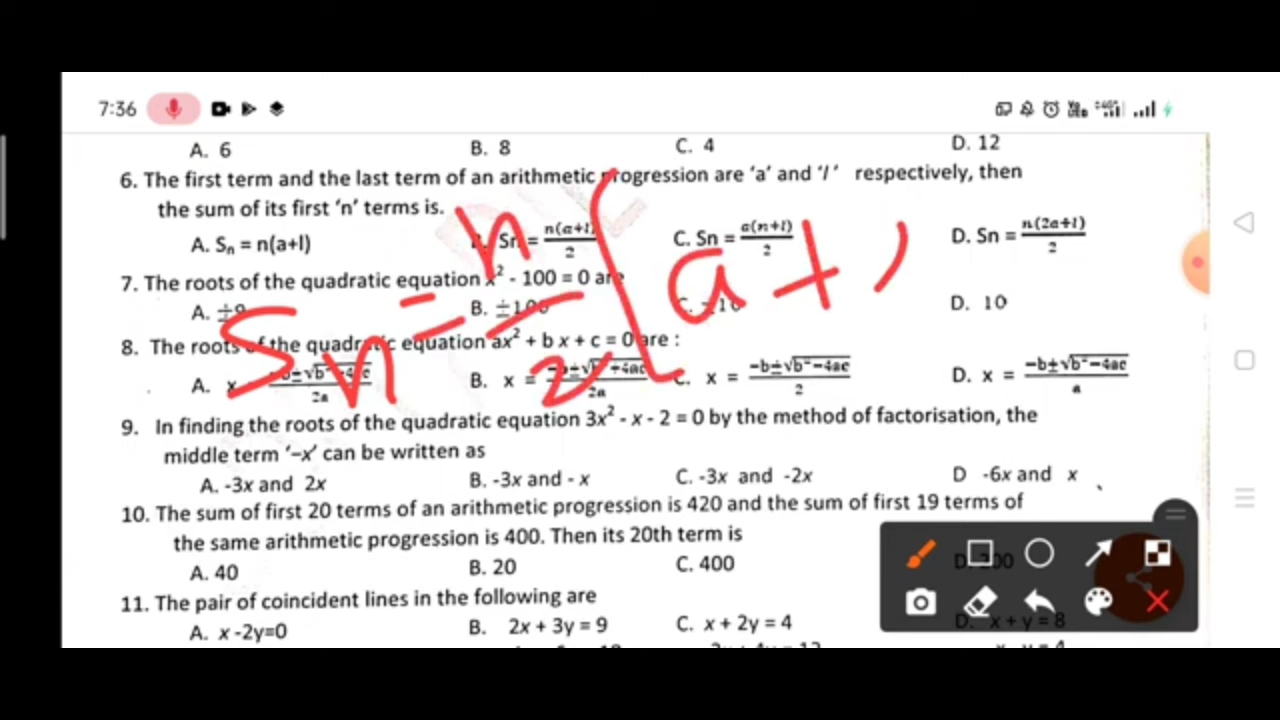 7:36
A. 6 B. 8 C. 4 D. 12
6. The first term and the last term of an arithmetic progression are ‘a’ and ‘l’ respectively, then
the sum of its first ‘n’ terms is.
A. Sₙ = n(a+l) Sn = n(a+l)/2 C. Sn = a(n+l)/2 D. Sn = n(2a+l)/2
7. The roots of the quadratic equation x² - 100 = 0 are
A. B. ±100 C. ±10 D. 10
8. The roots of the quadratic equation ax² + b x + c = 0 are :
A. x B. x = C. x = -b±√b²-4ac/2 D. x = -b±√b²-4ac/a
Sn = n/2 ( a +
9. In finding the roots of the quadratic equation 3x² - x - 2 = 0 by the method of factorisation, the
middle term ‘–x’ can be written as
A. -3x and 2x B. -3x and - x C. -3x and -2x D -6x and x
10. The sum of first 20 terms of an arithmetic progression is 420 and the sum of first 19 terms of
the same arithmetic progression is 400. Then its 20th term is
A. 40 B. 20 C. 400
11. The pair of coincident lines in the following are
A. x -2y=0 B. 2x + 3y = 9 C. x + 2y = 4 D. x + y = 8